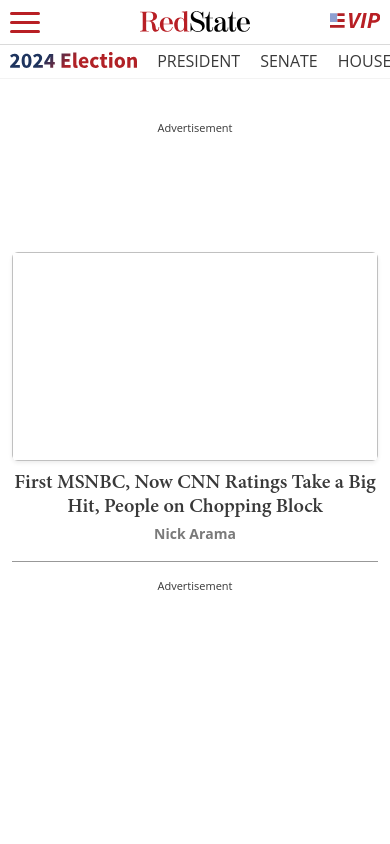 RedState
VIP
2024 Election PRESIDENT SENATE HOUSE
Advertisement
First MSNBC, Now CNN Ratings Take a Big
Hit, People on Chopping Block
Nick Arama
Advertisement